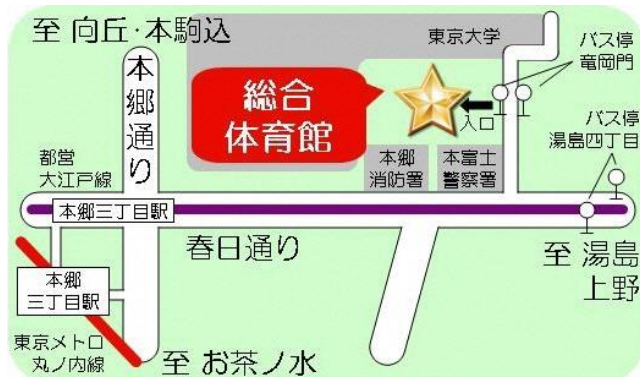 至 向丘・本駒込
東京大学
バス停
竜岡門
本郷通り
総合
体育館
入口
バス停
湯島四丁目
都営
大江戸線
本郷
消防署
本富士
警察署
本郷三丁目駅
春日通り
至 湯島
上野
本郷
三丁目駅
東京メトロ
丸ノ内線
至 お茶ノ水